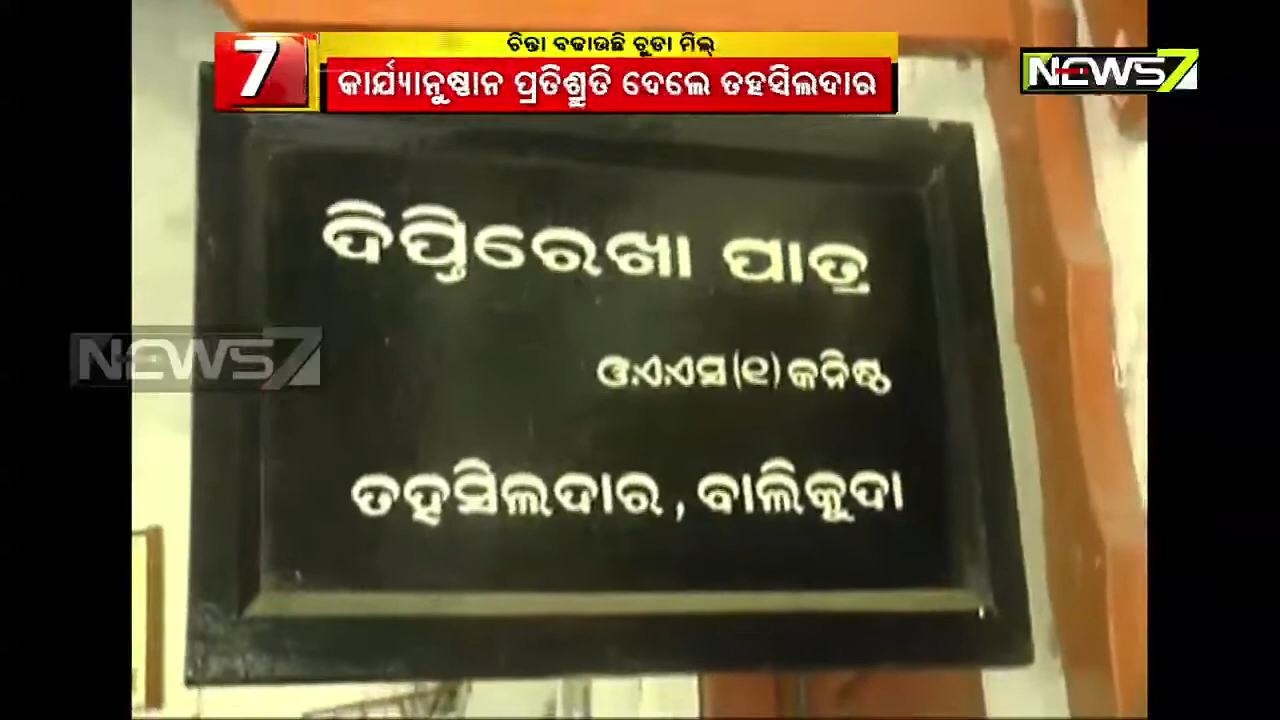 ଚିନ୍ତା ବଢାଉଛି ଚୁଡା ମିଲ୍
7 କାର୍ଯ୍ୟାନୁଷ୍ଠାନ ପ୍ରତିଶ୍ରୁତି ଦେଲେ ତହସିଲଦାର
NEWS7
ଦିପ୍ତିରେଖା ପାତ୍ର
NEWS7
ଓ.ଏ.ଏସ (୧) କନିଷ୍ଠ
ତହସିଲଦାର, ବାଲିକୁଦା